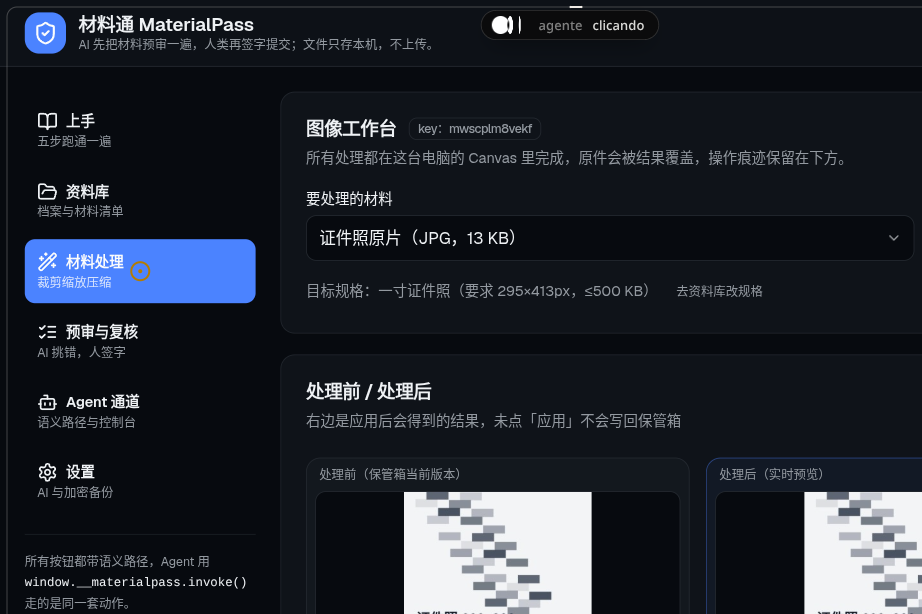 材料通 MaterialPass
AI 先把材料预审一遍，人类再签字提交；文件只存本机，不上传。
agente clicando
上手
五步跑通一遍
资料库
档案与材料清单
材料处理
裁剪缩放压缩
预审与复核
AI 挑错，人签字
Agent 通道
语义路径与控制台
设置
AI 与加密备份
所有按钮都带语义路径，Agent 用
window.__materialpass.invoke()
走的是同一套动作。
图像工作台 key：mwscplm8vekf
所有处理都在这台电脑的 Canvas 里完成，原件会被结果覆盖，操作痕迹保留在下方。
要处理的材料
证件照原片（JPG，13 KB）
目标规格：一寸证件照（要求 295×413px，≤500 KB） 去资料库改规格
处理前 / 处理后
右边是应用后会得到的结果，未点「应用」不会写回保管箱
处理前（保管箱当前版本）
处理后（实时预览）